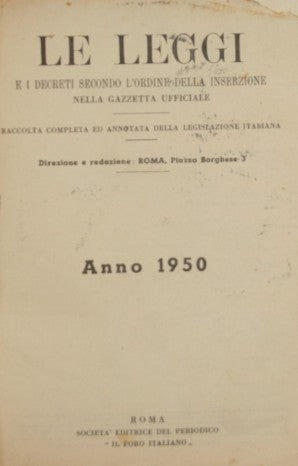 LE LEGGI
E I DECRETI SECONDO L'ORDINE DELLA INSERZIONE
NELLA GAZZETTA UFFICIALE
RACCOLTA COMPLETA ED ANNOTATA DELLA LEGISLAZIONE ITALIANA
Direzione e redazione: ROMA, Piazza Borghese 3
Anno 1950
ROMA
SOCIETA' EDITRICE DEL PERIODICO
"IL FORO ITALIANO„